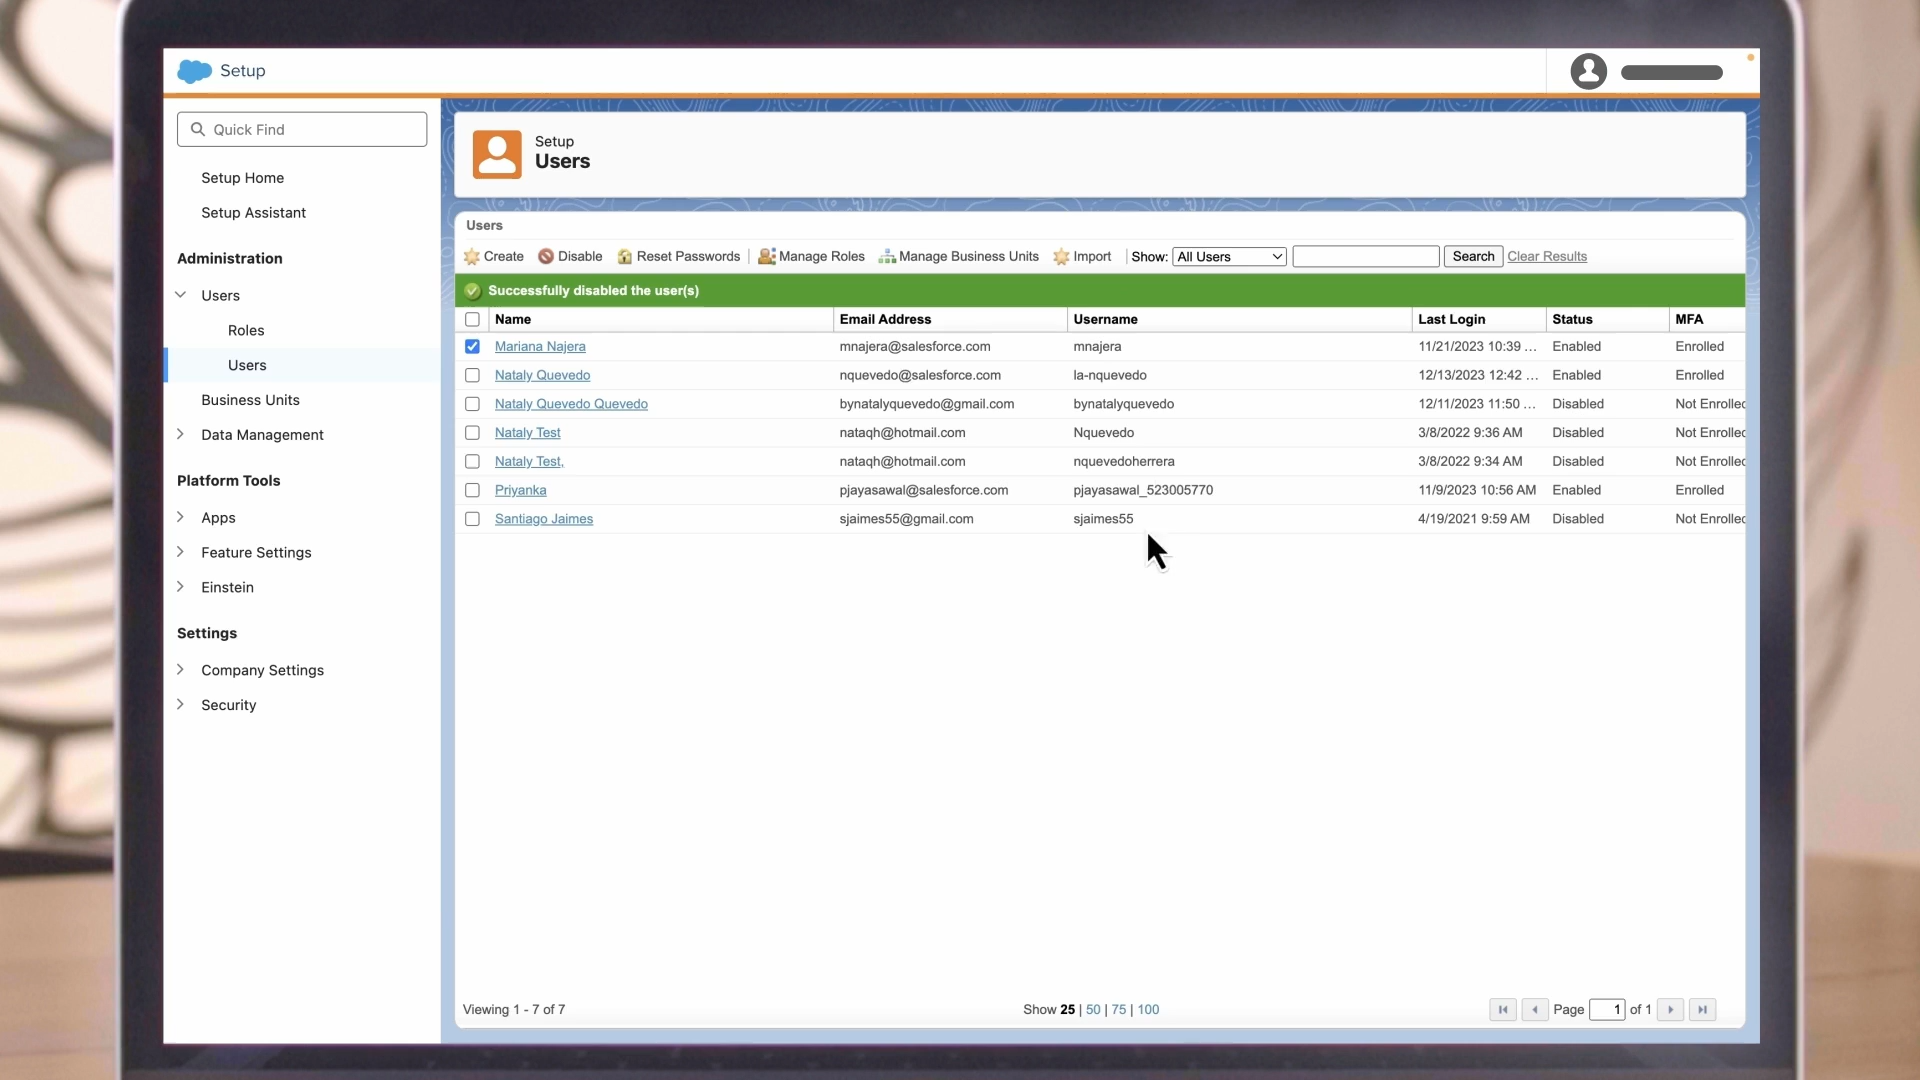 Setup
Quick Find
Setup Home
Setup Assistant
Administration
Users
Roles
Users
Business Units
Data Management
Platform Tools
Apps
Feature Settings
Einstein
Settings
Company Settings
Security
Setup
Users
Users
Create Disable Reset Passwords | Manage Roles Manage Business Units Import | Show: All Users Search Clear Results
Successfully disabled the user(s)
Name Email Address Username Last Login Status MFA
Mariana Najera mnajera@salesforce.com mnajera 11/21/2023 10:39 ... Enabled Enrolled
Nataly Quevedo nquevedo@salesforce.com la-nquevedo 12/13/2023 12:42 ... Enabled Enrolled
Nataly Quevedo Quevedo bynatalyquevedo@gmail.com bynatalyquevedo 12/11/2023 11:50 ... Disabled Not Enrolled
Nataly Test nataqh@hotmail.com Nquevedo 3/8/2022 9:36 AM Disabled Not Enrolled
Nataly Test, nataqh@hotmail.com nquevedoherrera 3/8/2022 9:34 AM Disabled Not Enrolled
Priyanka pjayasawal@salesforce.com pjayasawal_523005770 11/9/2023 10:56 AM Enabled Enrolled
Santiago Jaimes sjaimes55@gmail.com sjaimes55 4/19/2021 9:59 AM Disabled Not Enrolled
Viewing 1 - 7 of 7 Show 25 | 50 | 75 | 100 Page 1 of 1